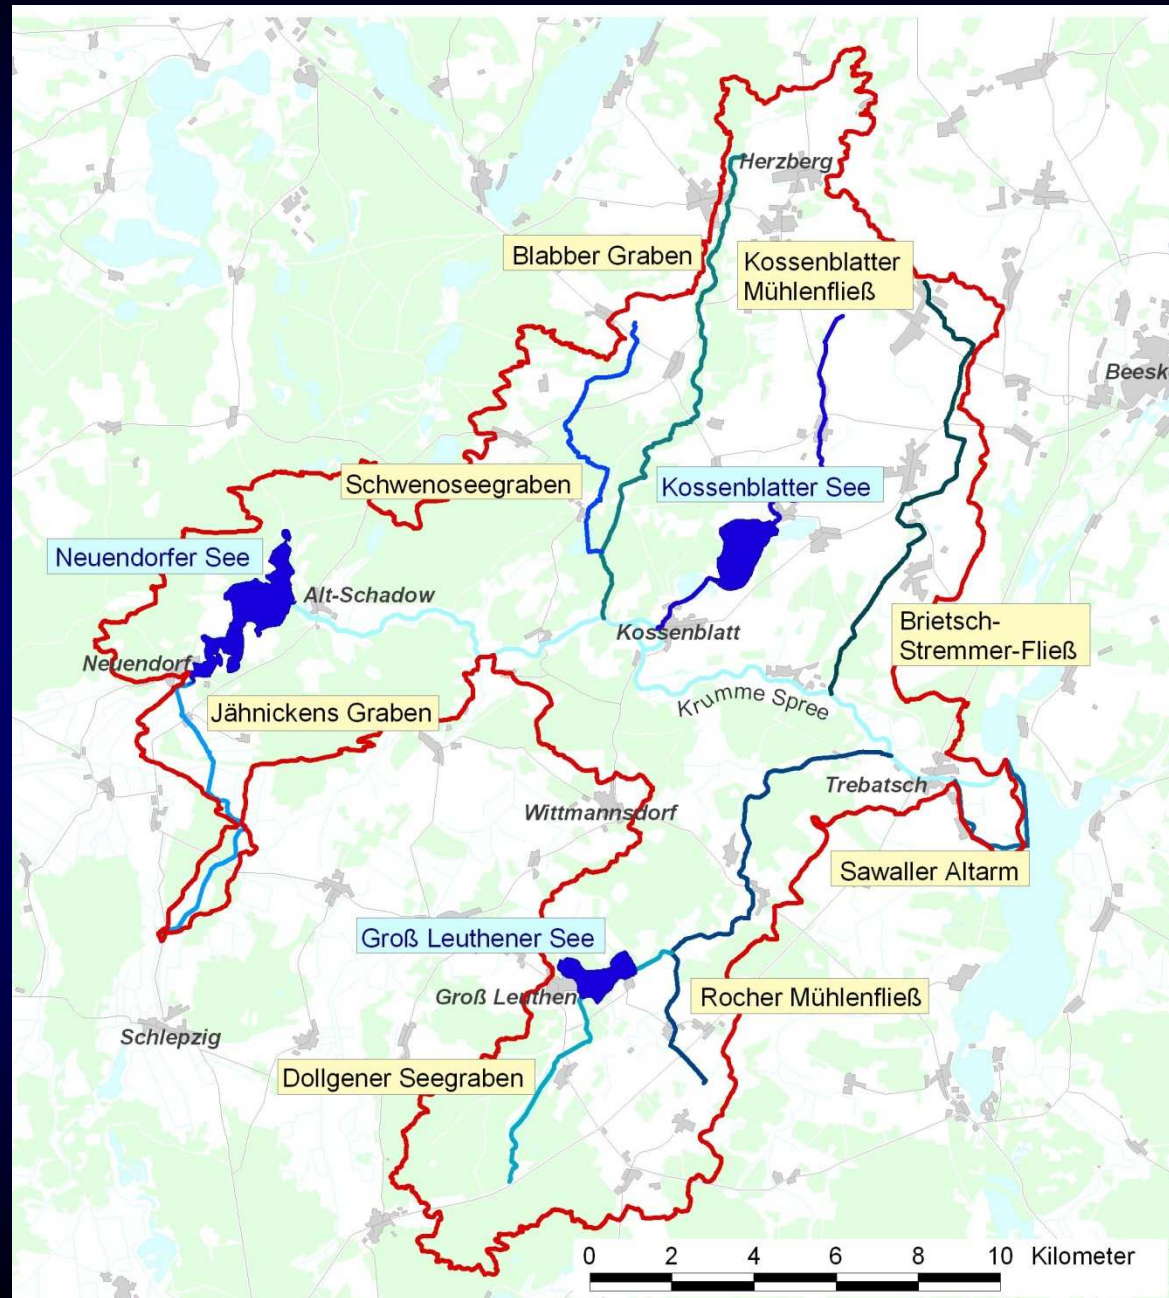 Herzberg
Blabber Graben
Kossenblatter
Mühlenfließ
Beesk
Schwenoseegraben
Kossenblatter See
Neuendorfer See
Alt-Schadow
Kossenblatt
Brietsch-
Stremmer-Fließ
Neuendorf
Jähnickens Graben
Krumme Spree
Trebatsch
Wittmannsdorf
Sawaller Altarm
Groß Leuthener See
Groß Leuthen
Rocher Mühlenfließ
Schlepzig
Dollgener Seegraben
0 2 4 6 8 10 Kilometer